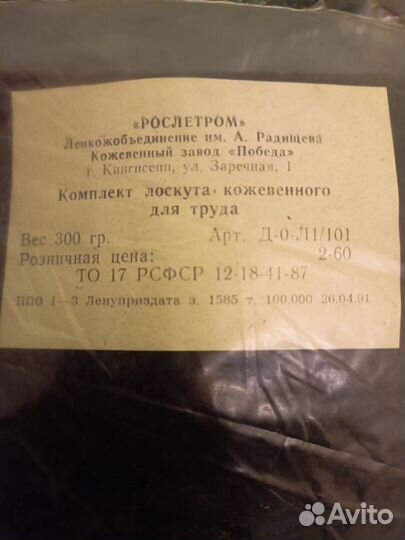 «РОСЛЕТРОМ»
Ленкожобъединение им. А. Радищева
Кожевенный завод «Победа»
г. Кингисепп, ул. Заречная, 1
Комплект лоскута кожевенного
для труда
Вес 300 гр. Арт. Д-0-Л1/101
Розничная цена: 2-60
ТО 17 РСФСР 12-18-41-87
ППО 1—3 Ленуприздата з. 1585 т. 100.000 26.04.91
Avito